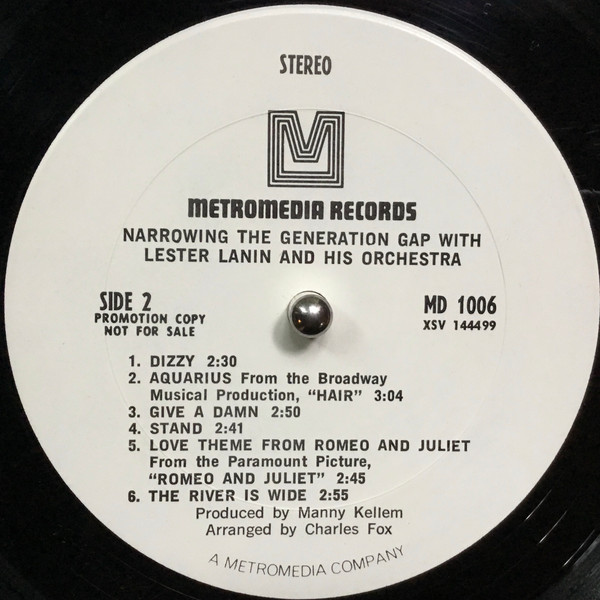 STEREO
METROMEDIA RECORDS
NARROWING THE GENERATION GAP WITH
LESTER LANIN AND HIS ORCHESTRA
SIDE 2
PROMOTION COPY
NOT FOR SALE
MD 1006
XSV 144499
1. DIZZY 2:30
2. AQUARIUS From the Broadway
Musical Production, "HAIR" 3:04
3. GIVE A DAMN 2:50
4. STAND 2:41
5. LOVE THEME FROM ROMEO AND JULIET
From the Paramount Picture,
"ROMEO AND JULIET" 2:45
6. THE RIVER IS WIDE 2:55
Produced by Manny Kellem
Arranged by Charles Fox
A METROMEDIA COMPANY